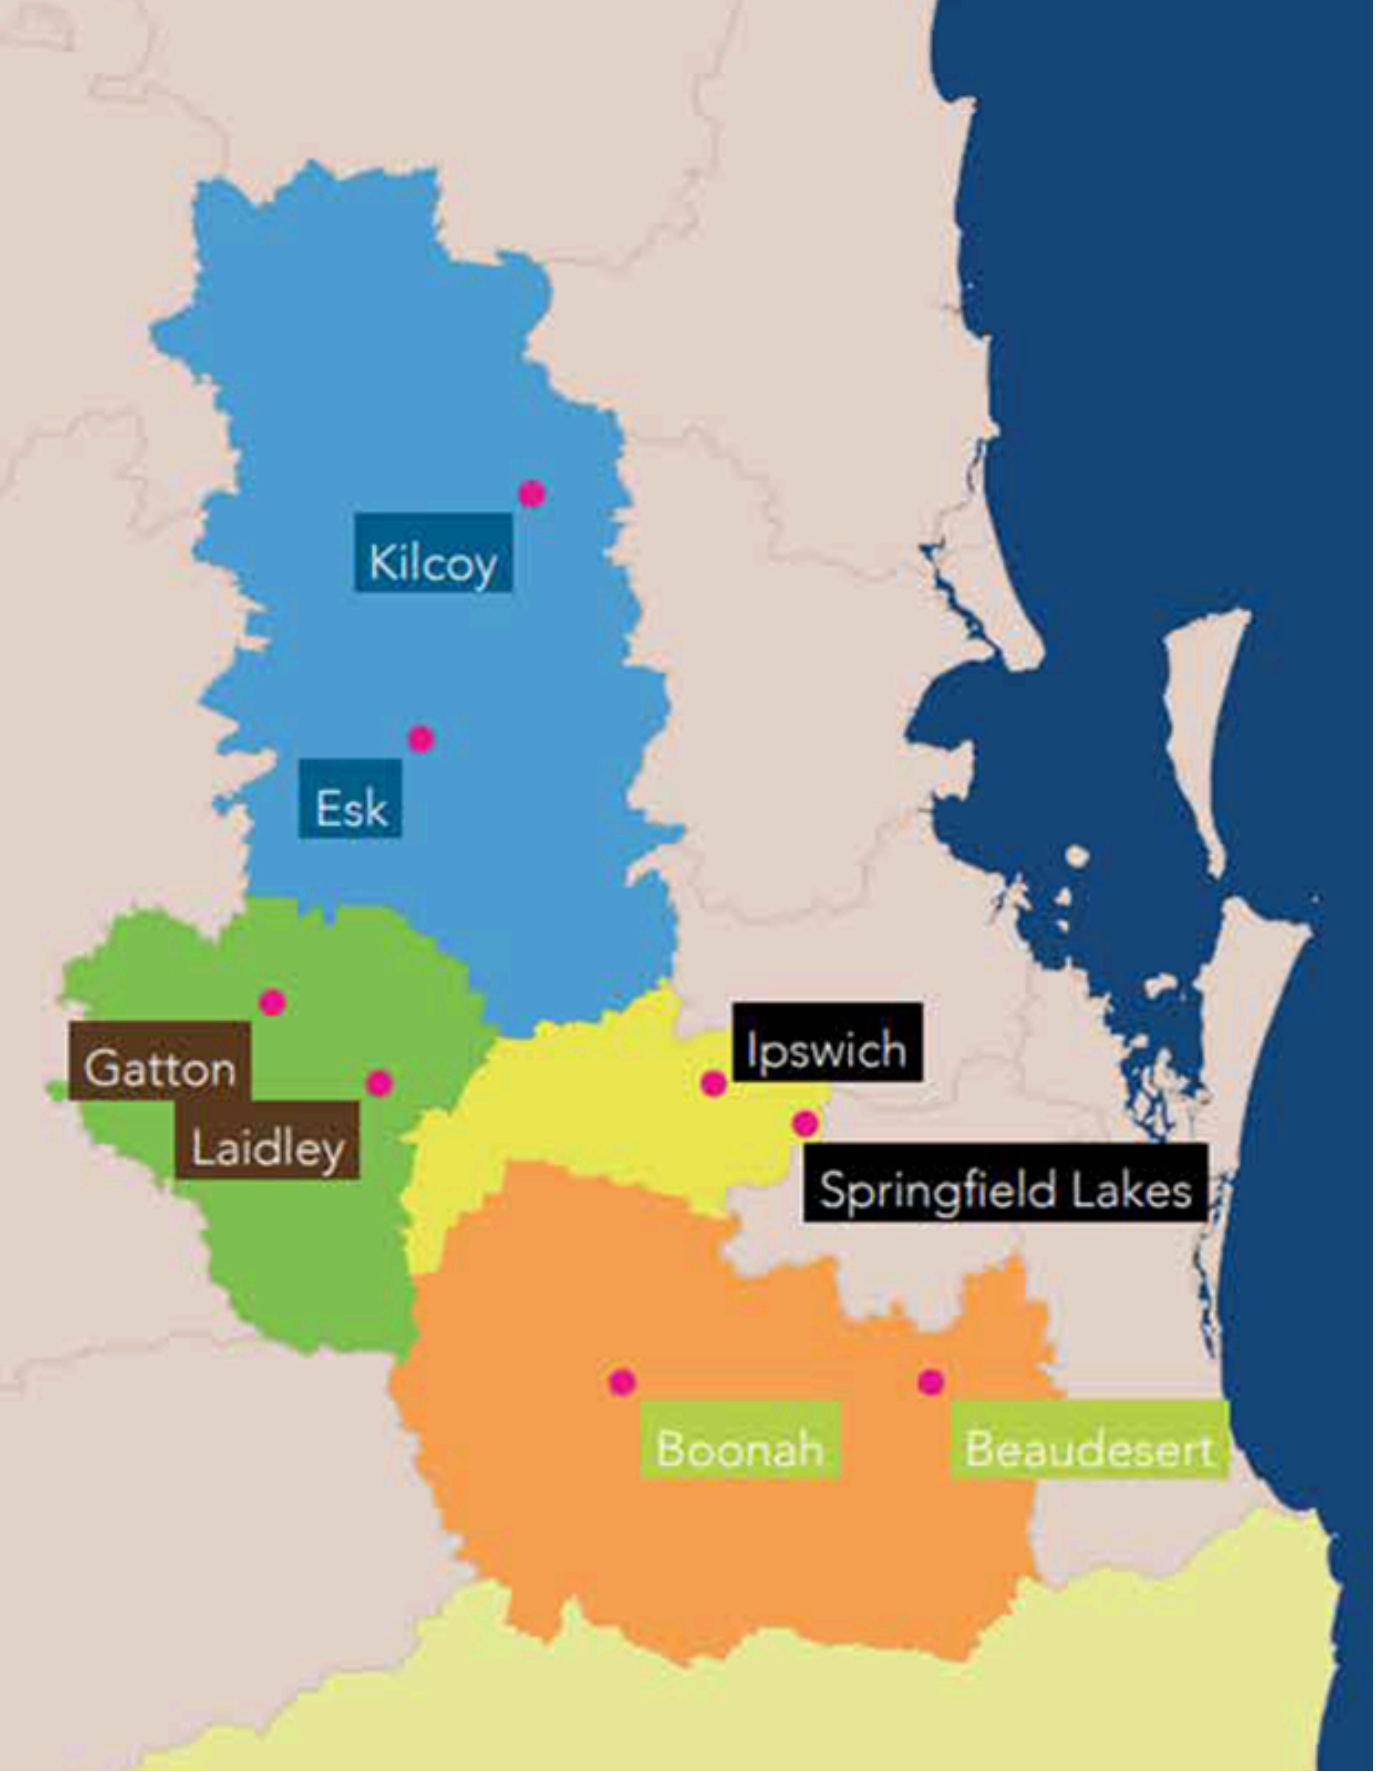 Kilcoy
Esk
Ipswich
Gatton
Laidley
Springfield Lakes
Boonah
Beaudesert